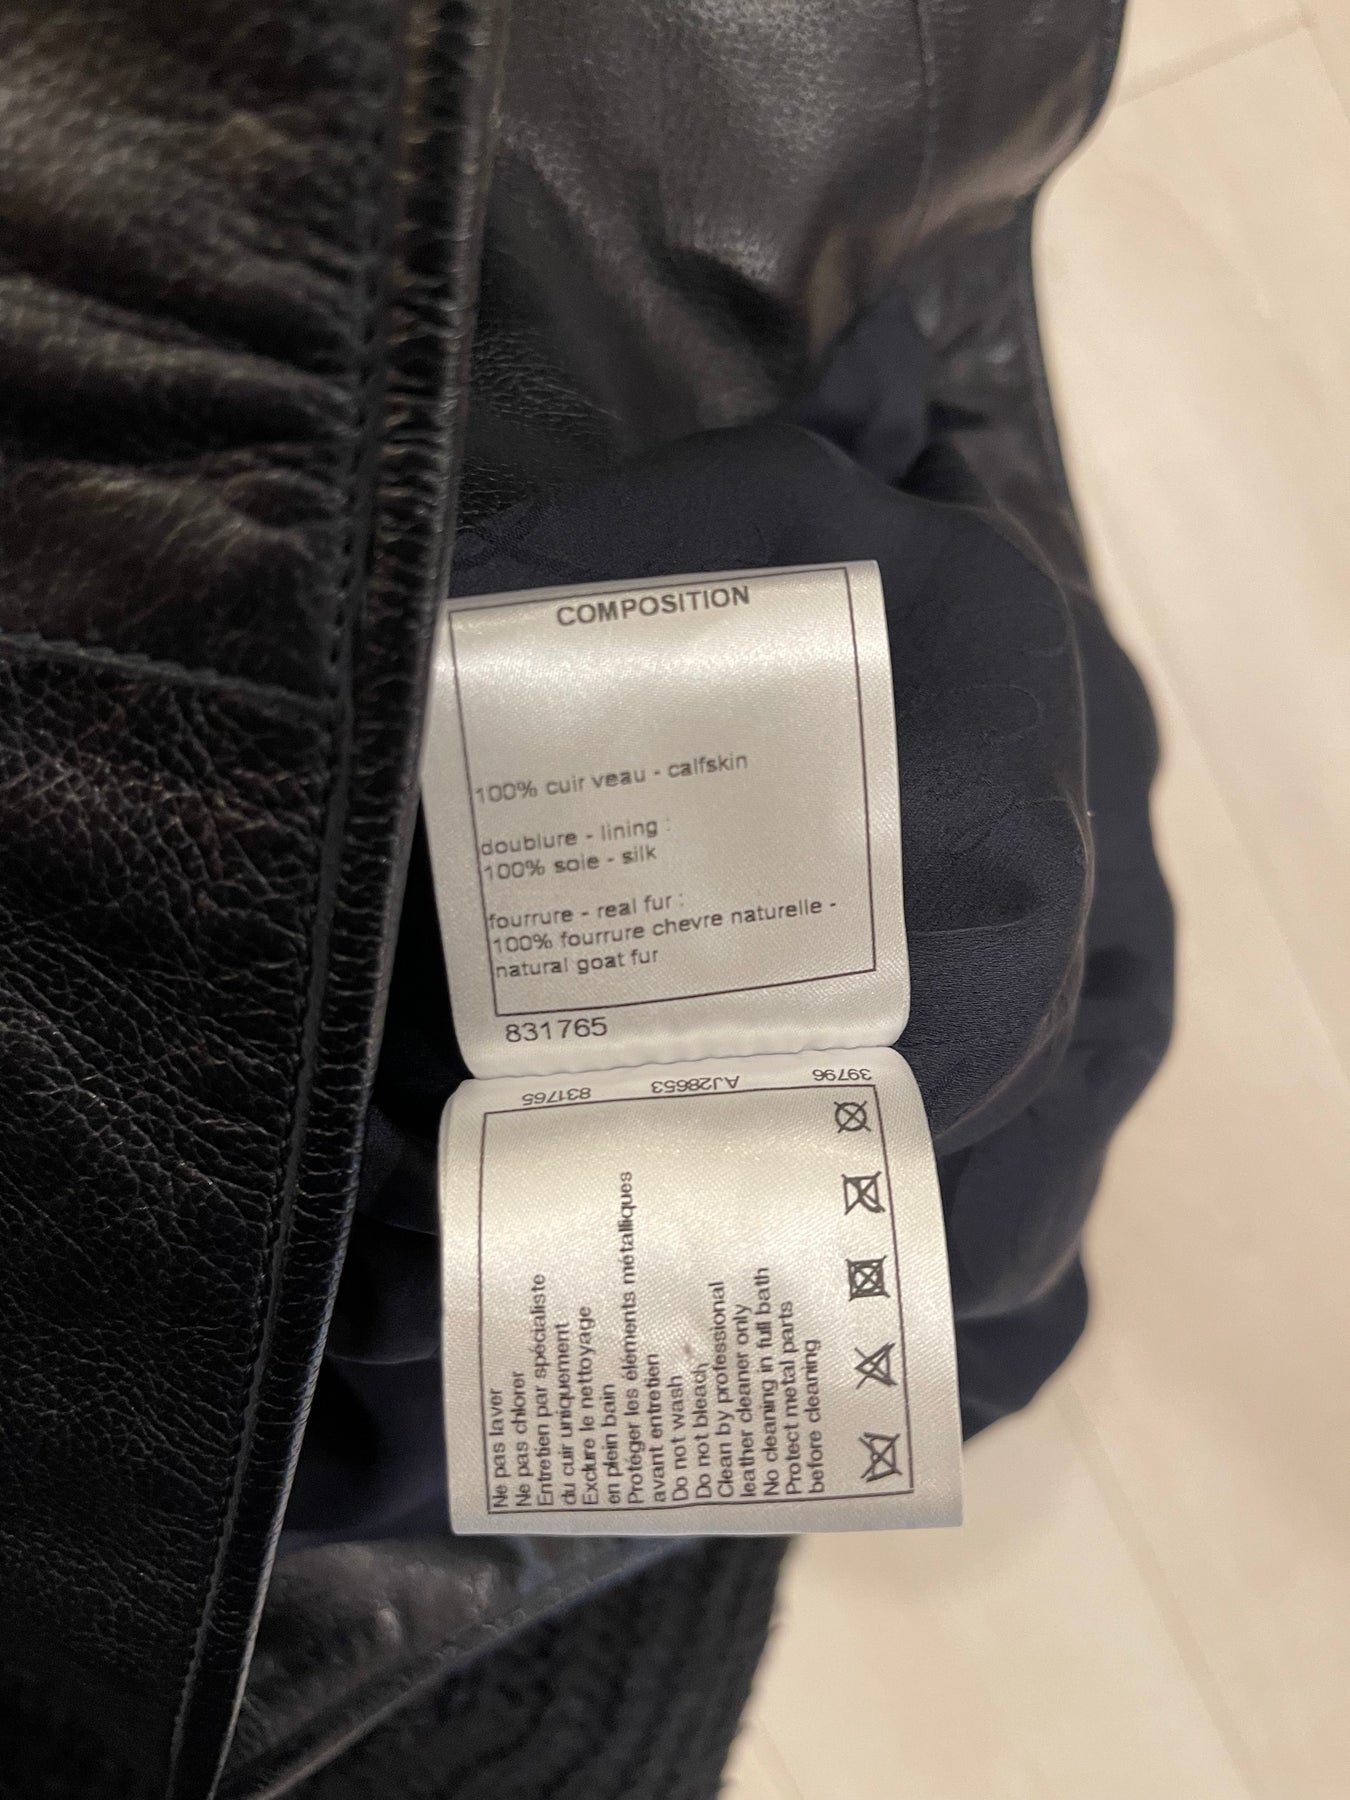 COMPOSITION
100% cuir veau - calfskin
doublure - lining :
100% soie - silk
fourrure - real fur :
100% fourrure chevre naturelle -
natural goat fur
831765
831765 AJ28653 39796
Ne pas laver
Ne pas chlorer
Entretien par spécialiste
du cuir uniquement
Exclure le nettoyage
en plein bain
Protéger les éléments métalliques
avant entretien
Do not wash
Do not bleach
Clean by professional
leather cleaner only
No cleaning in full bath
Protect metal parts
before cleaning